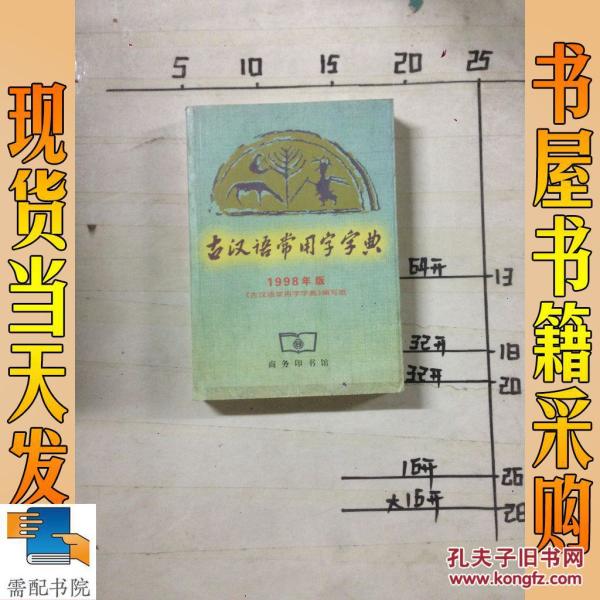 现货当天发
书屋书籍采购
5 10 15 20 25
古汉语常用字字典
1998年版
《古汉语常用字字典》编写组
商务印书馆
64开 13
32开 18
32开 20
16开 26
大16开 28
需配书院
孔夫子旧书网
www.kongfz.com